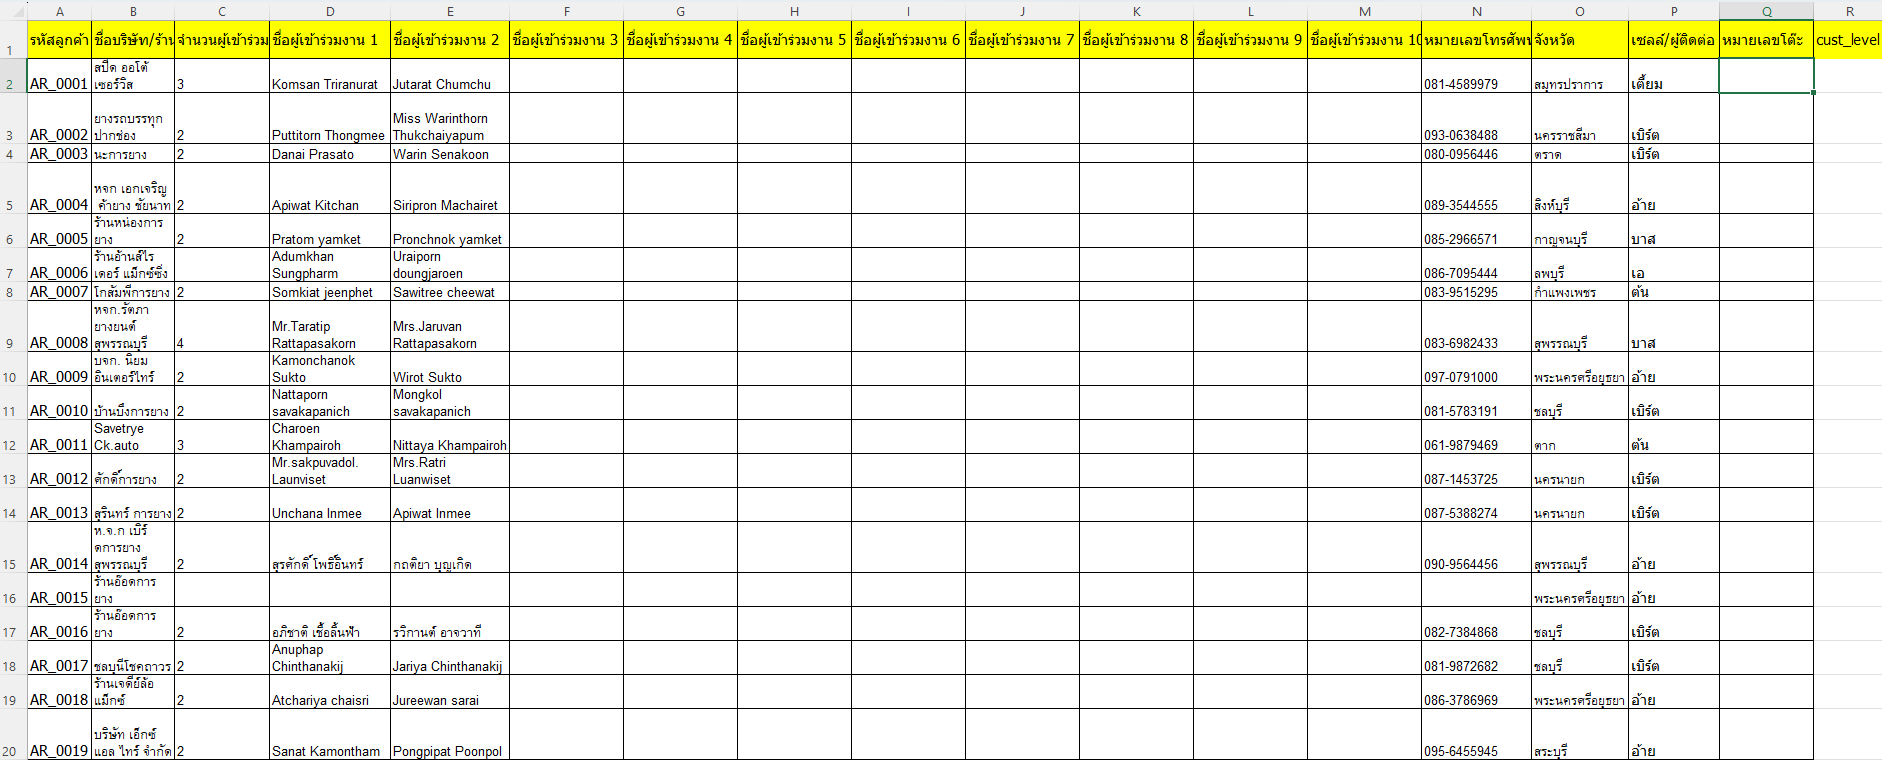 A B C D E F G H I J K L M N O P Q R
1 รหัสลูกค้า ชื่อบริษัท/ร้าน จำนวนผู้เข้าร่วม ชื่อผู้เข้าร่วมงาน 1 ชื่อผู้เข้าร่วมงาน 2 ชื่อผู้เข้าร่วมงาน 3 ชื่อผู้เข้าร่วมงาน 4 ชื่อผู้เข้าร่วมงาน 5 ชื่อผู้เข้าร่วมงาน 6 ชื่อผู้เข้าร่วมงาน 7 ชื่อผู้เข้าร่วมงาน 8 ชื่อผู้เข้าร่วมงาน 9 ชื่อผู้เข้าร่วมงาน 10 หมายเลขโทรศัพท จังหวัด เซลล์/ผู้ติดต่อ หมายเลขโต๊ะ cust_level
สปีด ออโต้
2 AR_0001 เซอร์วิส 3 Komsan Triranurat Jutarat Chumchu 081-4589979 สมุทรปราการ เตี้ยม
ยางรถบรรทุก Miss Warinthorn
3 AR_0002 ปากช่อง 2 Puttitorn Thongmee Thukchaiyapum 093-0638488 นครราชสีมา เบิร์ต
4 AR_0003 นะการยาง 2 Danai Prasato Warin Senakoon 080-0956446 ตราด เบิร์ต
หจก เอกเจริญ
5 AR_0004 ค้ายาง ชัยนาท 2 Apiwat Kitchan Siripron Machairet 089-3544555 สิงห์บุรี อ้าย
ร้านหน่องการ
6 AR_0005 ยาง 2 Pratom yamket Pronchnok yamket 085-2966571 กาญจนบุรี บาส
ร้านอ้านส์ไร Adumkhan Uraiporn
7 AR_0006 เดอร์ แม็กซ์ซิ่ง Sungpharm doungjaroen 086-7095444 ลพบุรี เอ
8 AR_0007 โกสัมพีการยาง 2 Somkiat jeenphet Sawitree cheewat 083-9515295 กำแพงเพชร ต้น
หจก.รัตภา
ยางยนต์ Mr.Taratip Mrs.Jaruvan
9 AR_0008 สุพรรณบุรี 4 Rattapasakorn Rattapasakorn 083-6982433 สุพรรณบุรี บาส
บจก. นิยม Kamonchanok
10 AR_0009 อินเตอร์ไทร์ 2 Sukto Wirot Sukto 097-0791000 พระนครศรีอยุธยา อ้าย
Nattaporn Mongkol
11 AR_0010 บ้านบึงการยาง 2 savakapanich savakapanich 081-5783191 ชลบุรี เบิร์ต
Savetrye Charoen
12 AR_0011 Ck.auto 3 Khampairoh Nittaya Khampairoh 061-9879469 ตาก ต้น
Mr.sakpuvadol. Mrs.Ratri
13 AR_0012 ศักดิ์การยาง 2 Launviset Luanwiset 087-1453725 นครนายก เบิร์ต
14 AR_0013 สุรินทร์ การยาง 2 Unchana Inmee Apiwat Inmee 087-5388274 นครนายก เบิร์ต
ห.จ.ก เบิร์
ดการยาง
15 AR_0014 สุพรรณบุรี 2 สุรศักดิ์ โพธิ์อินทร์ กถติยา บุญเกิด 090-9564456 สุพรรณบุรี อ้าย
ร้านอ๊อดการ
16 AR_0015 ยาง พระนครศรีอยุธยา อ้าย
ร้านอ๊อดการ
17 AR_0016 ยาง 2 อภิชาติ เชื้อลิ้นฟ้า รวิกานต์ อาจวาที 082-7384868 ชลบุรี เบิร์ต
Anuphap
18 AR_0017 ชลบุนีโชคถาวร 2 Chinthanakij Jariya Chinthanakij 081-9872682 ชลบุรี เบิร์ต
ร้านเจดีย์ล้อ
19 AR_0018 แม็กซ์ 2 Atchariya chaisri Jureewan sarai 086-3786969 พระนครศรีอยุธยา อ้าย
บริษัท เอ็กซ์
20 AR_0019 แอล ไทร์ จำกัด 2 Sanat Kamontham Pongpipat Poonpol 095-6455945 สระบุรี อ้าย